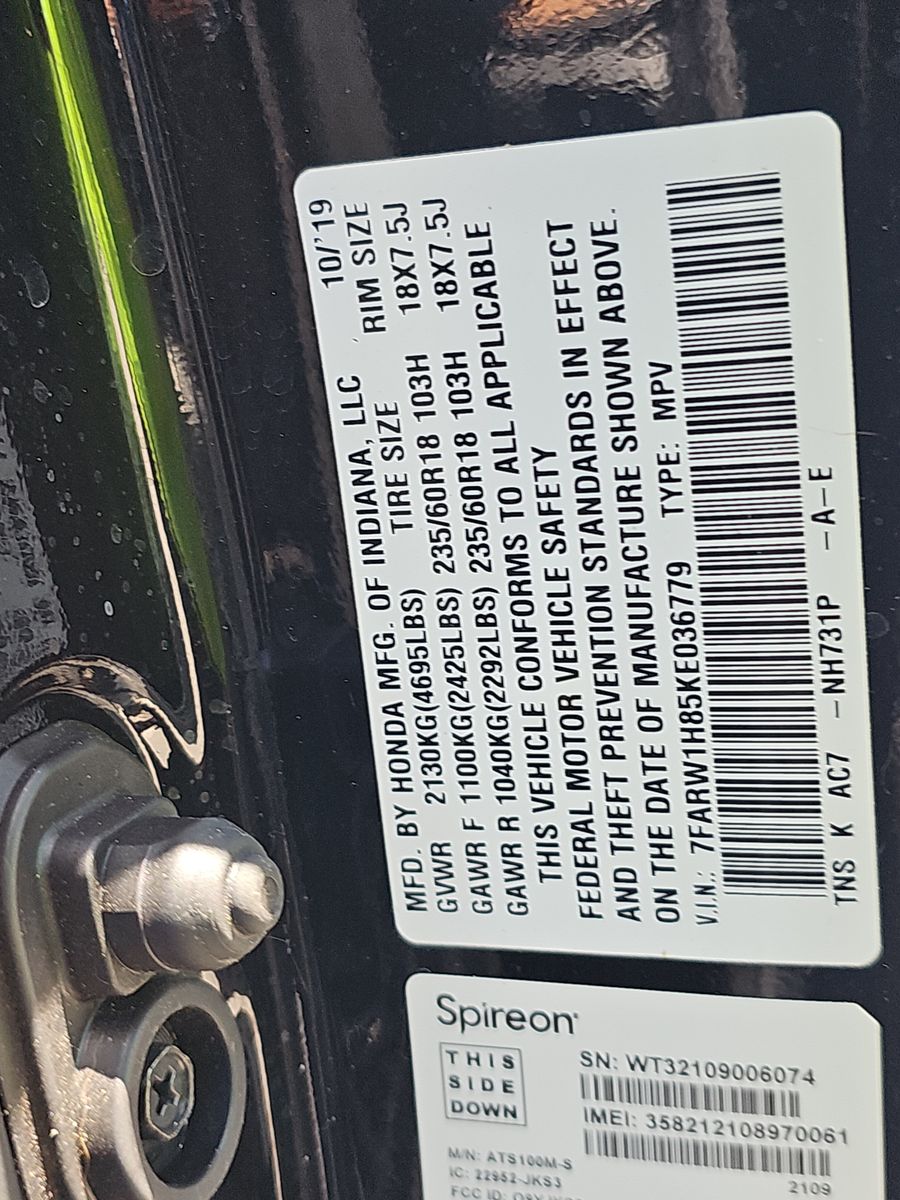 MFD. BY HONDA MFG. OF INDIANA, LLC 10/'19
GVWR 2130KG(4695LBS) TIRE SIZE RIM SIZE
GAWR F 1100KG(2425LBS) 235/60R18 103H 18X7.5J
GAWR R 1040KG(2292LBS) 235/60R18 103H 18X7.5J
THIS VEHICLE CONFORMS TO ALL APPLICABLE
FEDERAL MOTOR VEHICLE SAFETY
AND THEFT PREVENTION STANDARDS IN EFFECT
ON THE DATE OF MANUFACTURE SHOWN ABOVE.
V.I.N.: 7FARW1H85KE036779 TYPE: MPV
TNS K AC7 -NH731P -A-E
Spireon
THIS
SIDE
DOWN
SN: WT32109006074
IMEI: 358212108970061
2109
M/N: ATS100M-S
IC: 22952-JKS3
FCC ID: